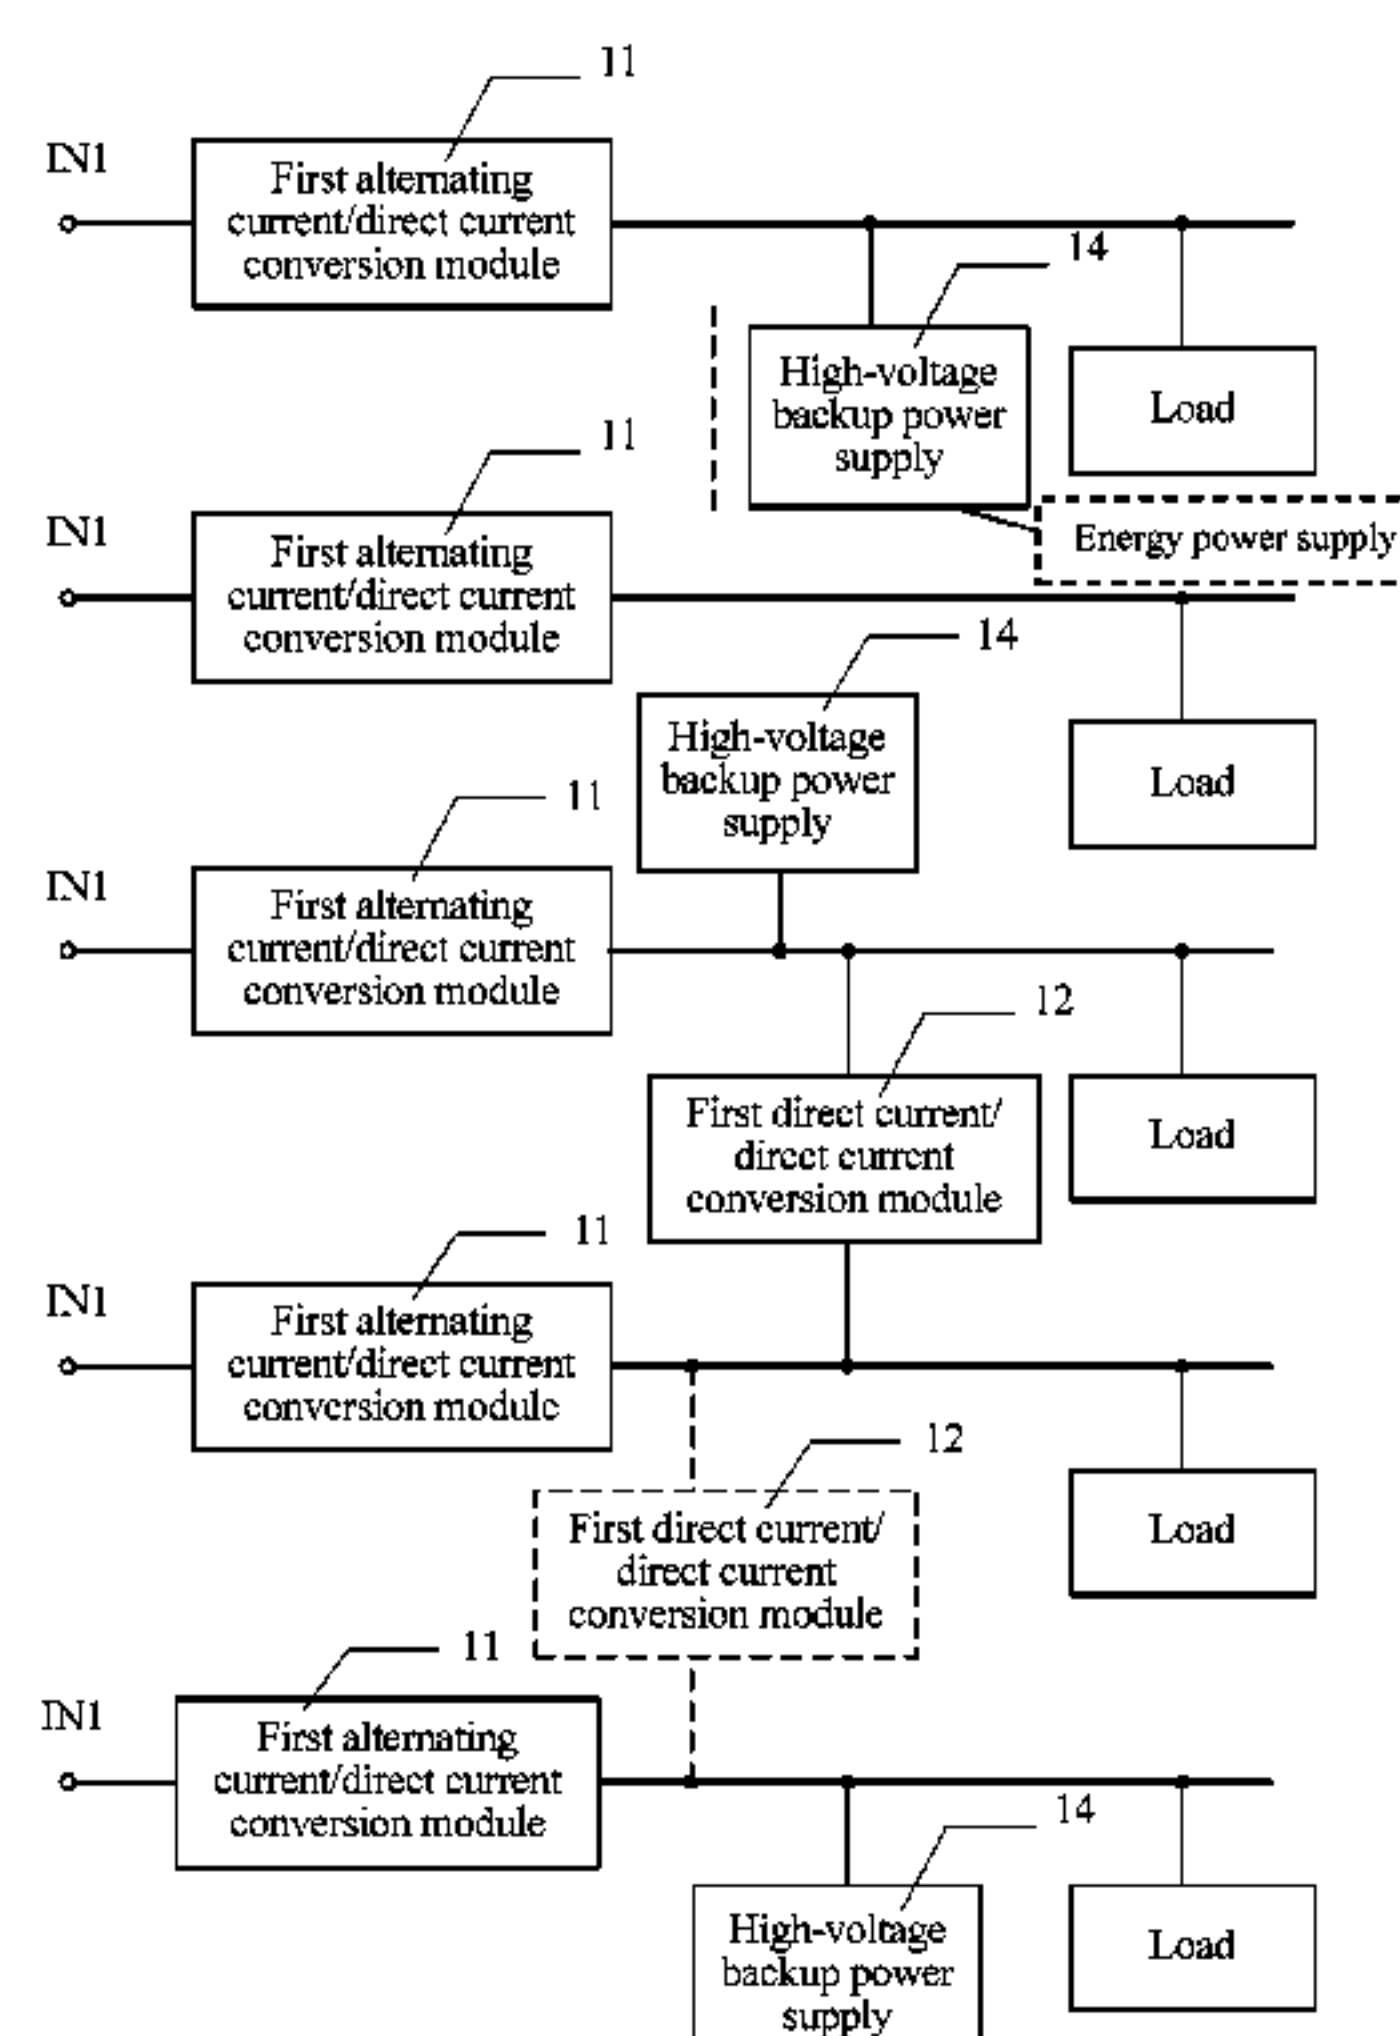 11
IN1
First alternating
current/direct current
conversion module
14
High-voltage
backup power
supply
Load
11
IN1
First alternating
current/direct current
conversion module
Energy power supply
14
High-voltage
backup power
supply
Load
11
IN1
First alternating
current/direct current
conversion module
12
First direct current/
direct current
conversion module
Load
11
IN1
First alternating
current/direct current
conversion module
12
First direct current/
direct current
conversion module
Load
11
IN1
First alternating
current/direct current
conversion module
14
High-voltage
backup power
supply
Load